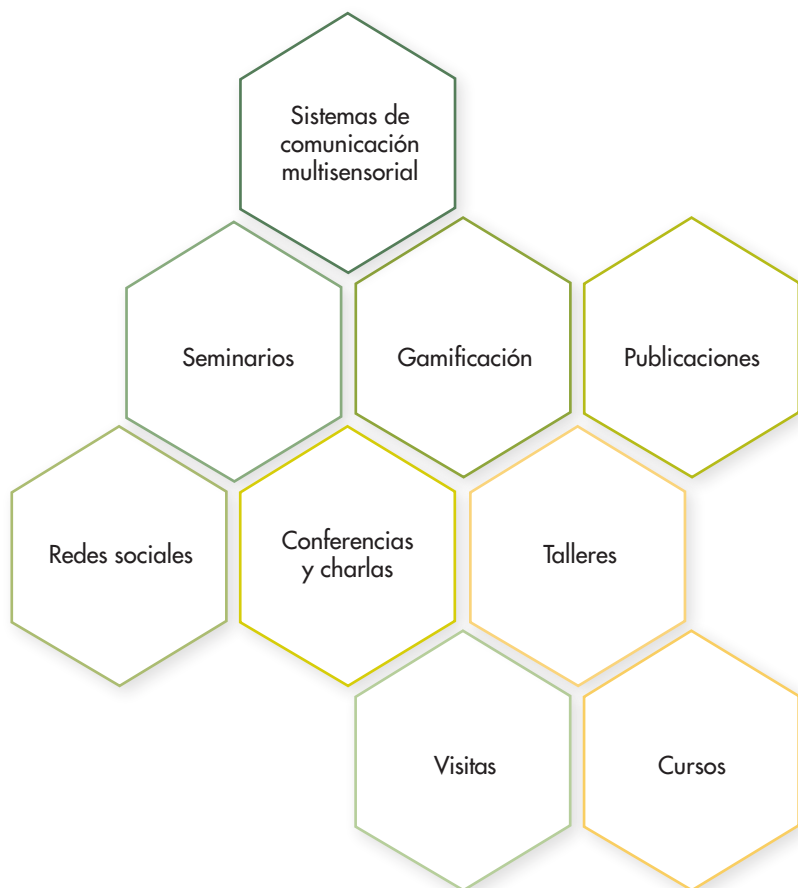 Sistemas de
comunicación
multisensorial
Seminarios
Gamificación
Publicaciones
Redes sociales
Conferencias
y charlas
Talleres
Visitas
Cursos